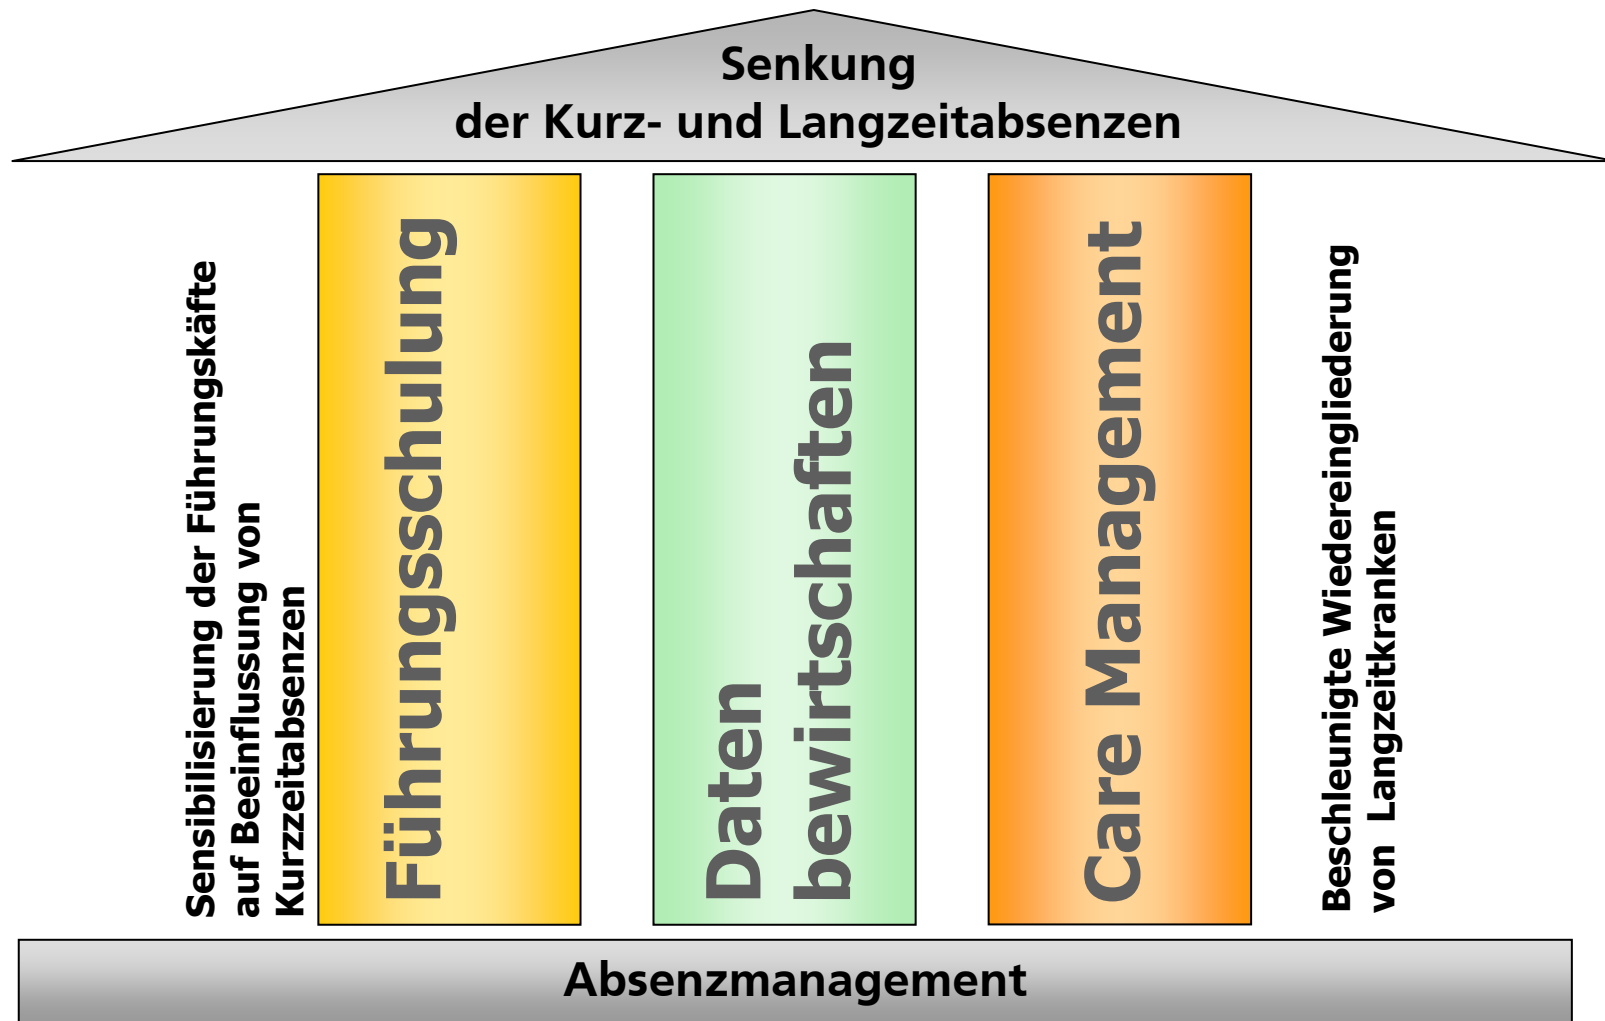 Senkung
der Kurz- und Langzeitabsenzen
Sensibilisierung der Führungskäfte
auf Beeinflussung von
Kurzzeitabsenzen
Führungsschulung
Daten
bewirtschaften
Care Management
Beschleunigte Wiedereingliederung
von Langzeitkranken
Absenzmanagement